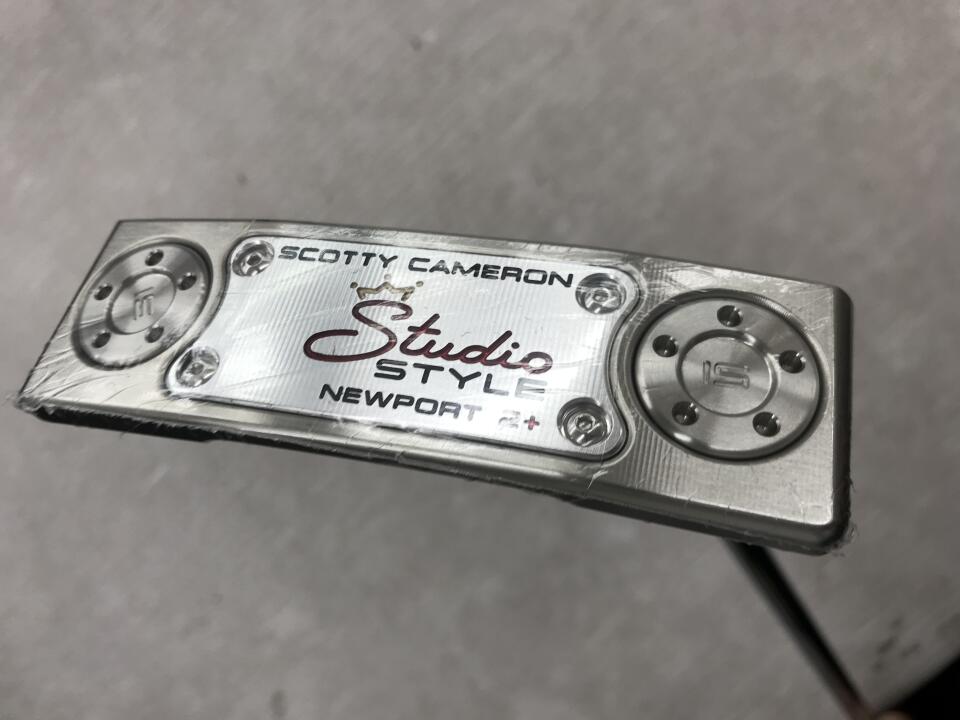 SCOTTY CAMERON
Studio
STYLE
NEWPORT 2+